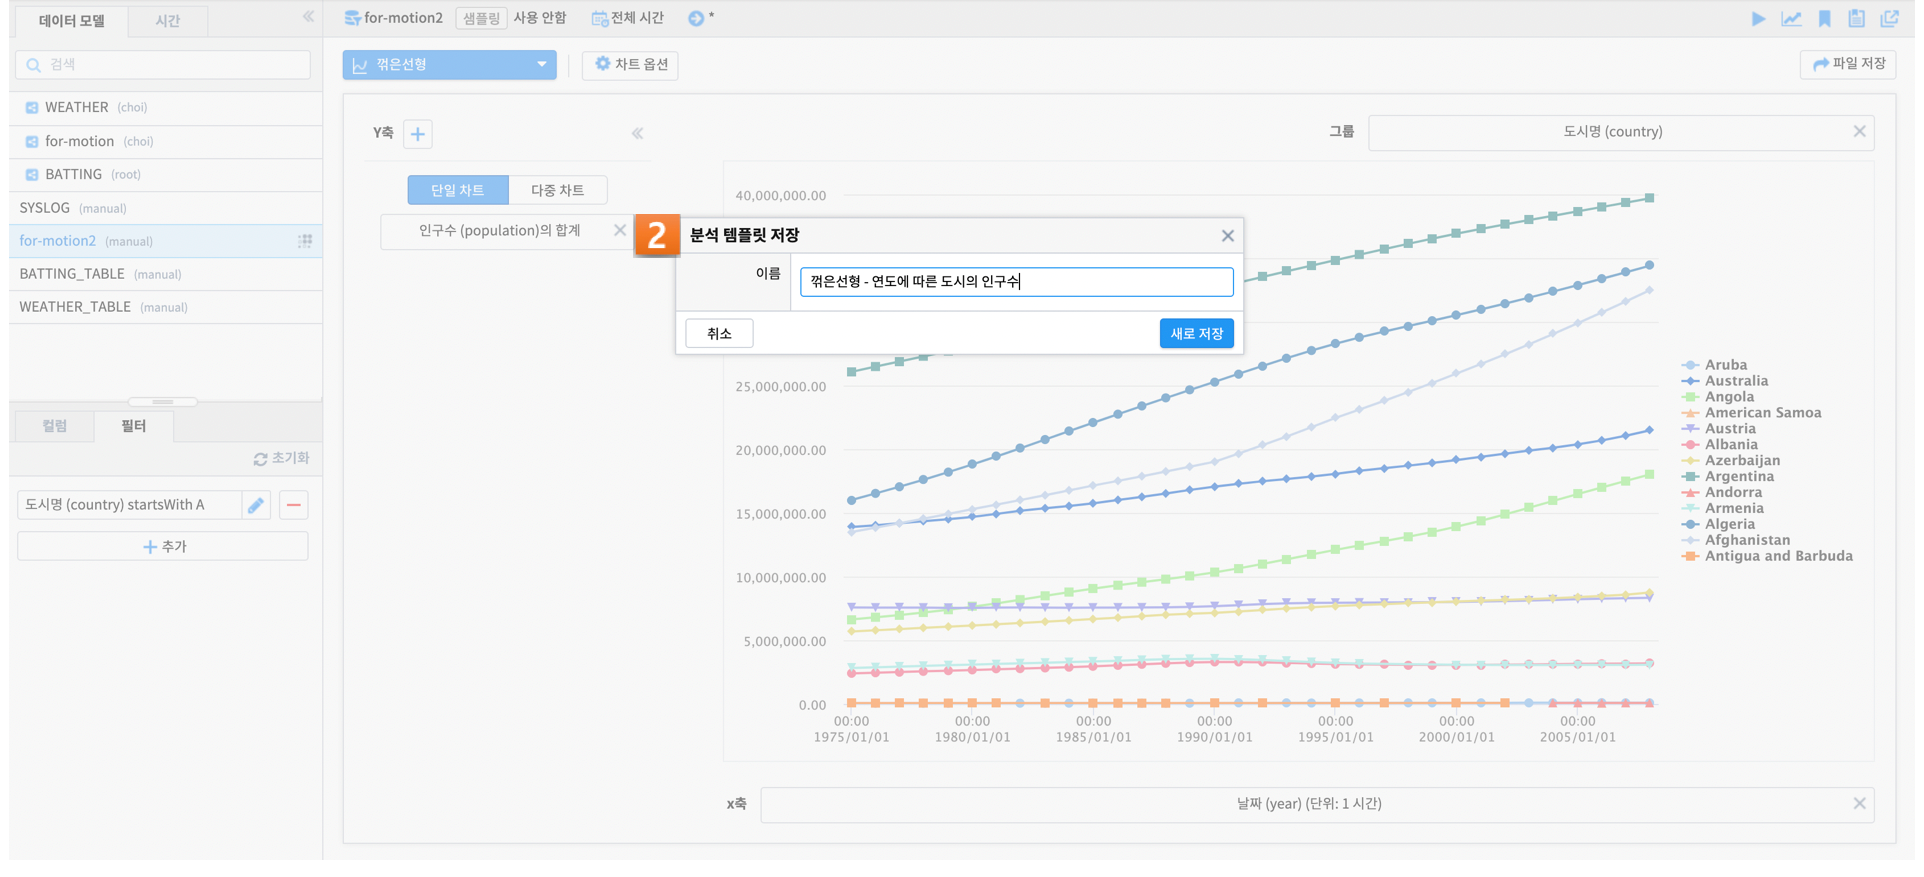 데이터 모델
시간
for-motion2 샘플링 사용 안함 전체 시간 *
검색
꺾은선형
차트 옵션
파일 저장
WEATHER (choi)
for-motion (choi)
BATTING (root)
SYSLOG (manual)
for-motion2 (manual)
BATTING_TABLE (manual)
WEATHER_TABLE (manual)
컬럼
필터
초기화
도시명 (country) startsWith A
추가
Y축
그룹
도시명 (country)
단일 차트
다중 차트
인구수 (population)의 합계
2
분석 템플릿 저장
이름
꺾은선형 - 연도에 따른 도시의 인구수
취소
새로 저장
40,000,000.00
25,000,000.00
20,000,000.00
15,000,000.00
10,000,000.00
5,000,000.00
0.00
00:00 00:00 00:00 00:00 00:00 00:00 00:00
1975/01/01 1980/01/01 1985/01/01 1990/01/01 1995/01/01 2000/01/01 2005/01/01
Aruba
Australia
Angola
American Samoa
Austria
Albania
Azerbaijan
Argentina
Andorra
Armenia
Algeria
Afghanistan
Antigua and Barbuda
x축
날짜 (year) (단위: 1 시간)